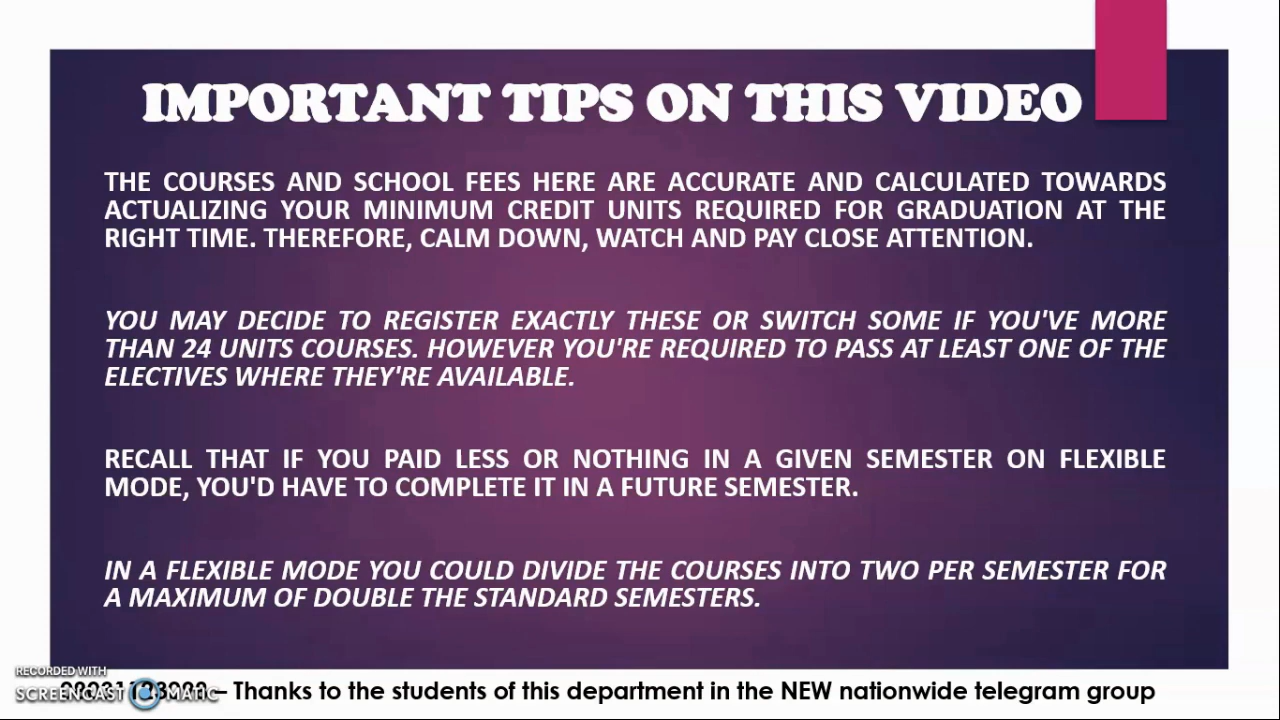 IMPORTANT TIPS ON THIS VIDEO
THE COURSES AND SCHOOL FEES HERE ARE ACCURATE AND CALCULATED TOWARDS
ACTUALIZING YOUR MINIMUM CREDIT UNITS REQUIRED FOR GRADUATION AT THE
RIGHT TIME. THEREFORE, CALM DOWN, WATCH AND PAY CLOSE ATTENTION.
YOU MAY DECIDE TO REGISTER EXACTLY THESE OR SWITCH SOME IF YOU'VE MORE
THAN 24 UNITS COURSES. HOWEVER YOU'RE REQUIRED TO PASS AT LEAST ONE OF THE
ELECTIVES WHERE THEY'RE AVAILABLE.
RECALL THAT IF YOU PAID LESS OR NOTHING IN A GIVEN SEMESTER ON FLEXIBLE
MODE, YOU'D HAVE TO COMPLETE IT IN A FUTURE SEMESTER.
IN A FLEXIBLE MODE YOU COULD DIVIDE THE COURSES INTO TWO PER SEMESTER FOR
A MAXIMUM OF DOUBLE THE STANDARD SEMESTERS.
RECORDED WITH
SCREENCAST MATIC
– Thanks to the students of this department in the NEW nationwide telegram group